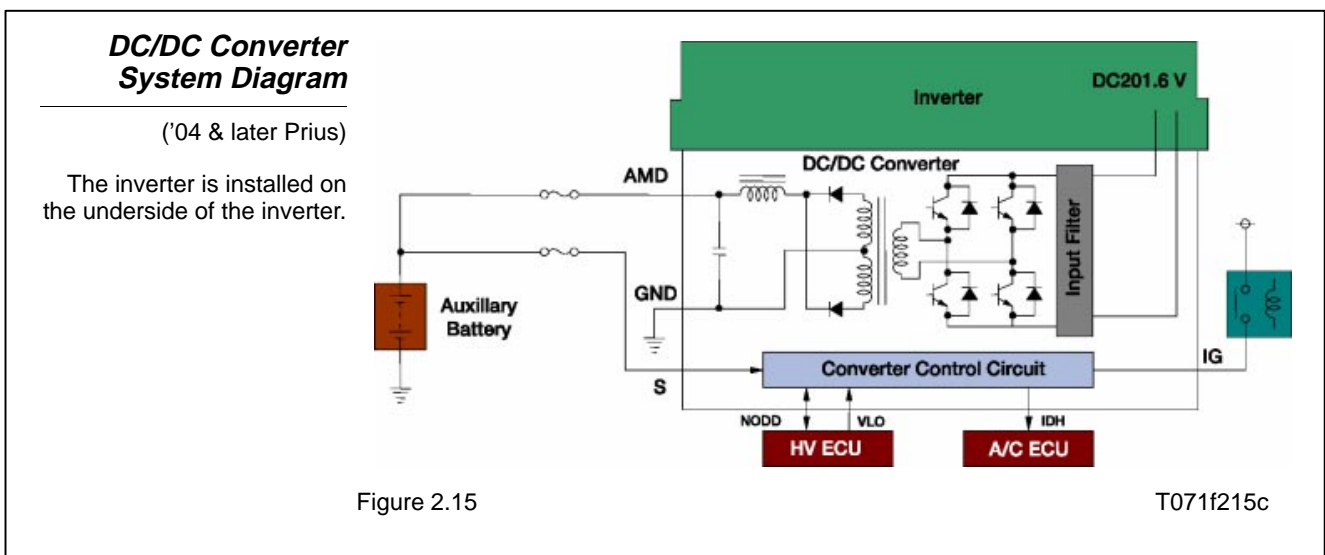 DC/DC Converter
System Diagram
('04 & later Prius)
The inverter is installed on
the underside of the inverter.
Inverter
DC201.6 V
DC/DC Converter
AMD
Input Filter
GND
Auxillary
Battery
S
Converter Control Circuit
IG
NODD
VLO
IDH
HV ECU
A/C ECU
Figure 2.15
T071f215c